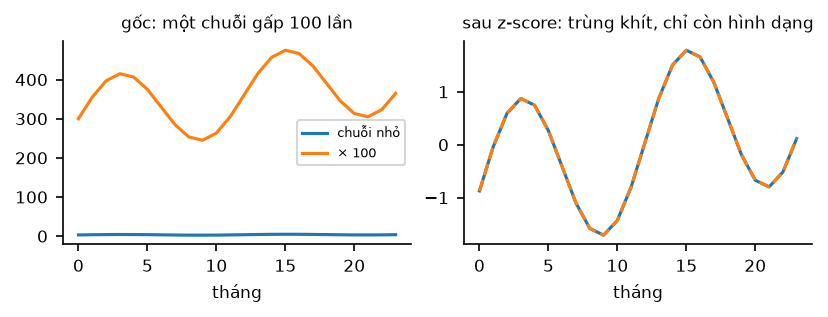 gốc: một chuỗi gấp 100 lần
400
300
200
100
0
chuỗi nhỏ
× 100
0 5 10 15 20
tháng
sau z-score: trùng khít, chỉ còn hình dạng
1
0
−1
0 5 10 15 20
tháng